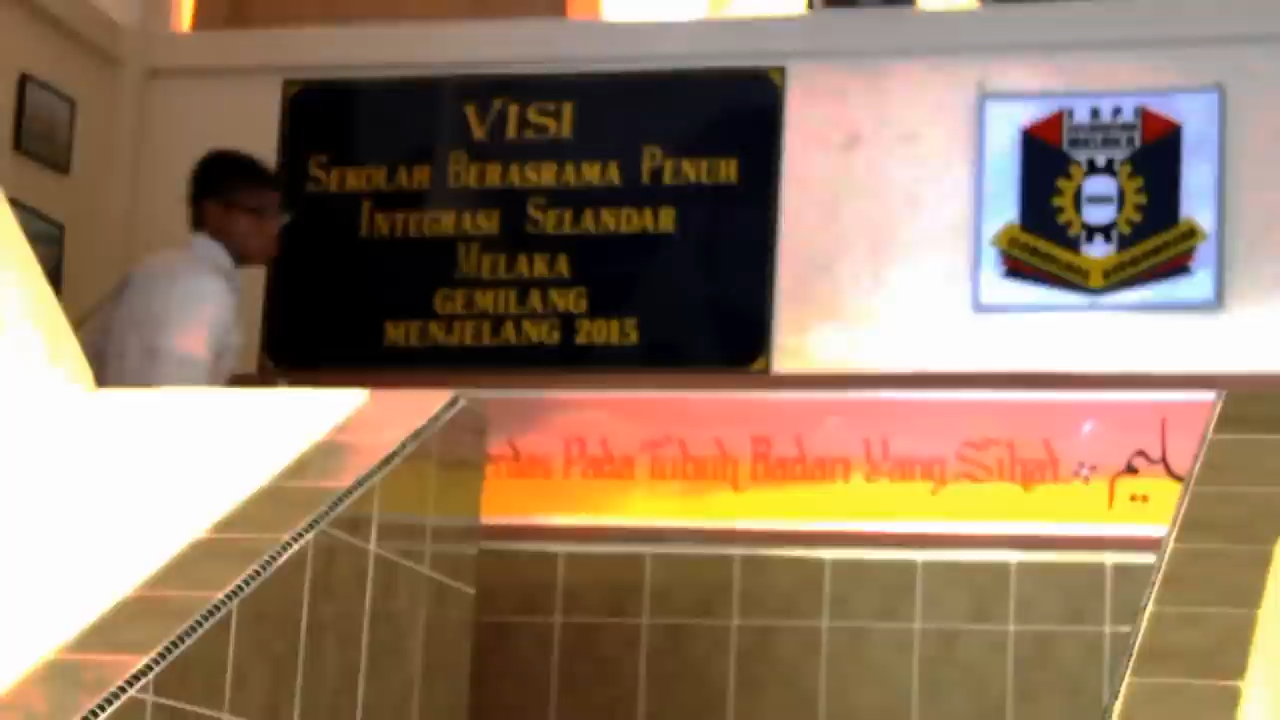 VISI
SEKOLAH BERASRAMA PENUH
INTEGRASI SELANDAR
MELAKA
GEMILANG
MENJELANG 2015
Pada Tubuh Badan Yang Sihat